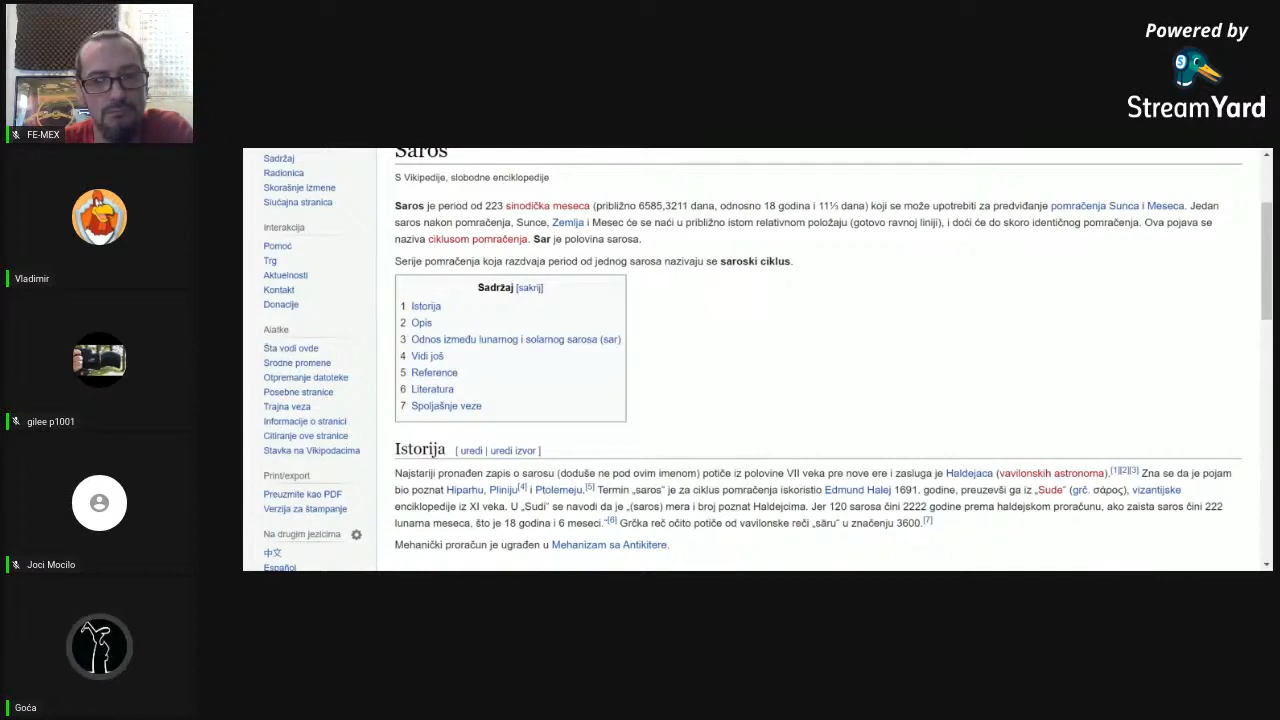 Powered by
StreamYard
FE-MEX
Vladimir
gilee p1001
Joci Mocilo
Goća
Sadržaj
Radionica
Skorašnje izmene
Slučajna stranica
Interakcija
Pomoć
Trg
Aktuelnosti
Kontakt
Donacije
Alatke
Šta vodi ovde
Srodne promene
Otpremanje datoteke
Posebne stranice
Trajna veza
Informacije o stranici
Citiranje ove stranice
Stavka na Vikipodacima
Print/export
Preuzmite kao PDF
Verzija za štampanje
Na drugim jezicima
中文
Español
Saros
S Vikipedije, slobodne enciklopedije
Saros je period od 223 sinodička meseca (približno 6585,3211 dana, odnosno 18 godina i 11⅓ dana) koji se može upotrebiti za predviđanje pomračenja Sunca i Meseca. Jedan
saros nakon pomračenja, Sunce, Zemlja i Mesec će se naći u približno istom relativnom položaju (gotovo ravnoj liniji), i doći će do skoro identičnog pomračenja. Ova pojava se
naziva ciklusom pomračenja. Sar je polovina sarosa.
Serije pomračenja koja razdvaja period od jednog sarosa nazivaju se saroski ciklus.
Sadržaj [sakrij]
1 Istorija
2 Opis
3 Odnos između lunarnog i solarnog sarosa (sar)
4 Vidi još
5 Reference
6 Literatura
7 Spoljašnje veze
Istorija [ uredi | uredi izvor ]
Najstariji pronađen zapis o sarosu (doduše ne pod ovim imenom) potiče iz polovine VII veka pre nove ere i zasluga je Haldejaca (vavilonskih astronoma).[1][2][3] Zna se da je pojam
bio poznat Hiparhu, Pliniju[4] i Ptolemeju.[5] Termin „saros“ je za ciklus pomračenja iskoristio Edmund Halej 1691. godine, preuzevši ga iz „Sude“ (grč. σάρος), vizantijske
enciklopedije iz XI veka. U „Sudi“ se navodi da je „(saros) mera i broj poznat Haldejcima. Jer 120 sarosa čini 2222 godine prema haldejskom proračunu, ako zaista saros čini 222
lunarna meseca, što je 18 godina i 6 meseci.“[6] Grčka reč očito potiče od vavilonske reči „sāru“ u značenju 3600.[7]
Mehanički proračun je ugrađen u Mehanizam sa Antikitere.